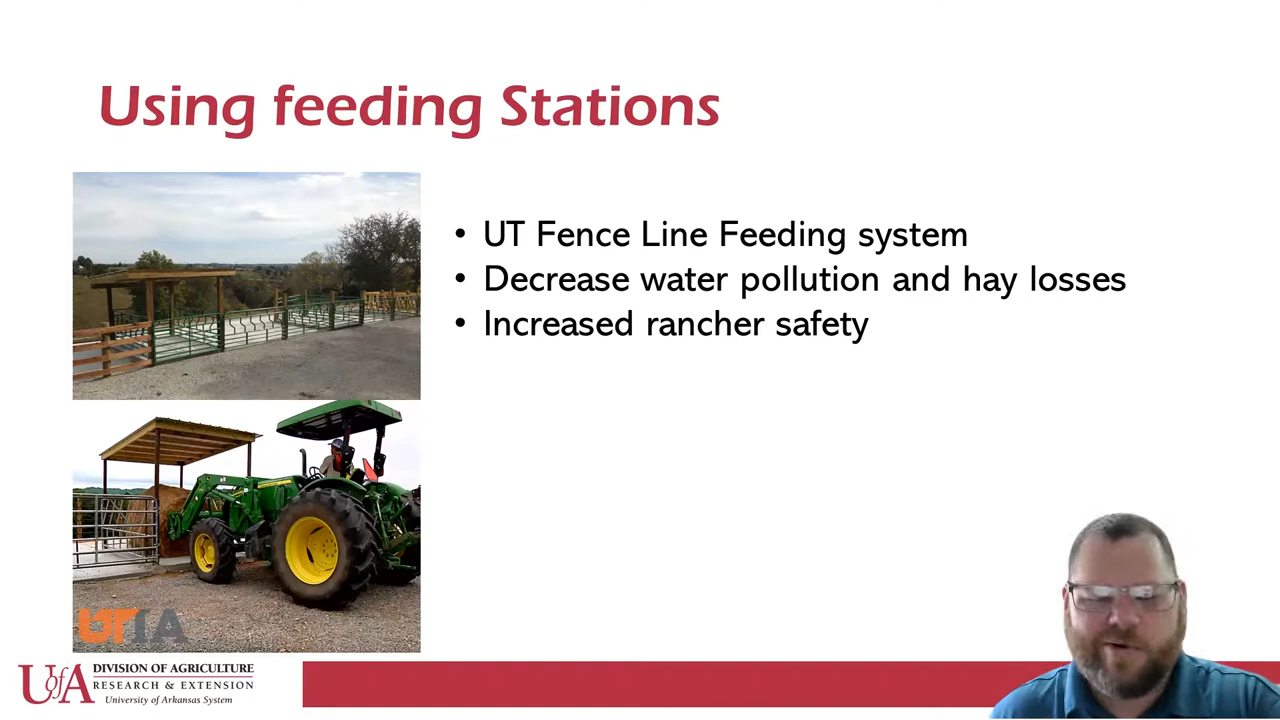 Using feeding Stations
• UT Fence Line Feeding system
• Decrease water pollution and hay losses
• Increased rancher safety
UTIA
UofA
DIVISION OF AGRICULTURE
RESEARCH & EXTENSION
University of Arkansas System